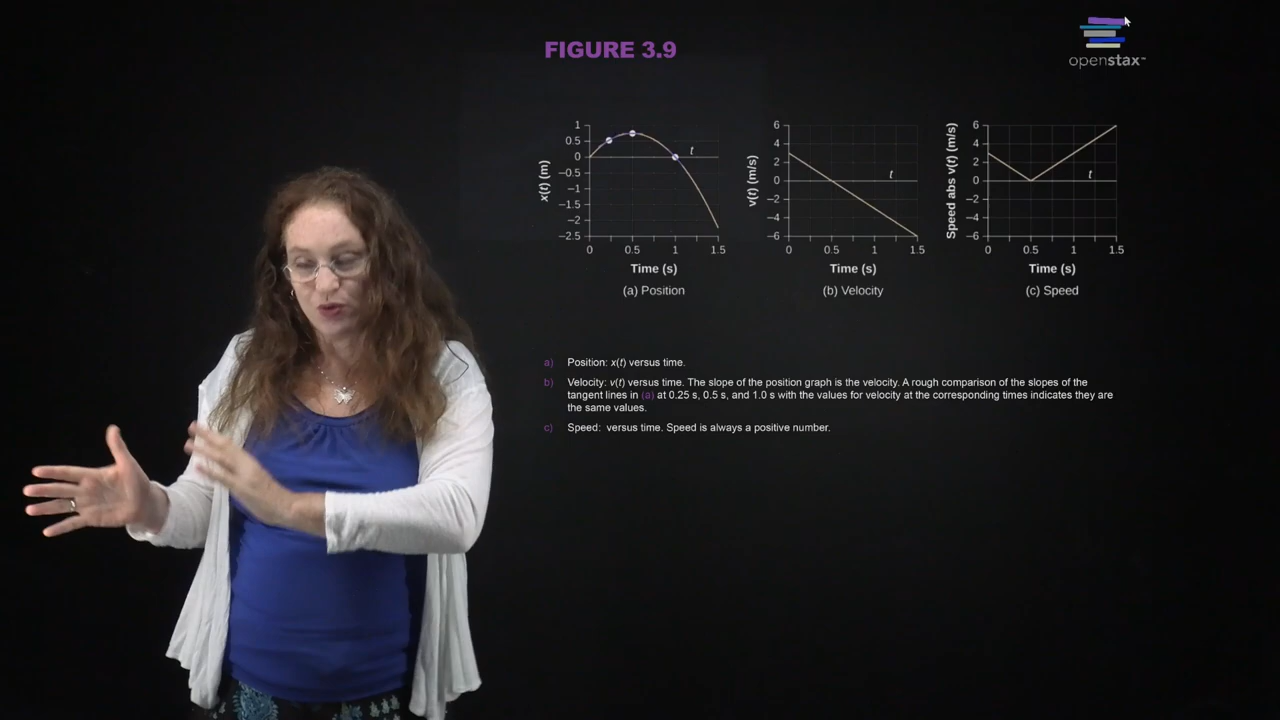 FIGURE 3.9
openstax™
x(t) (m)
1
0.5
0
−0.5
−1
−1.5
−2
−2.5
t
0 0.5 1 1.5
Time (s)
(a) Position
v(t) (m/s)
6
4
2
0
−2
−4
−6
t
0 0.5 1 1.5
Time (s)
(b) Velocity
Speed abs v(t) (m/s)
6
4
2
0
−2
−4
−6
t
0 0.5 1 1.5
Time (s)
(c) Speed
a) Position: x(t) versus time.
b) Velocity: v(t) versus time. The slope of the position graph is the velocity. A rough comparison of the slopes of the
tangent lines in (a) at 0.25 s, 0.5 s, and 1.0 s with the values for velocity at the corresponding times indicates they are
the same values.
c) Speed: versus time. Speed is always a positive number.